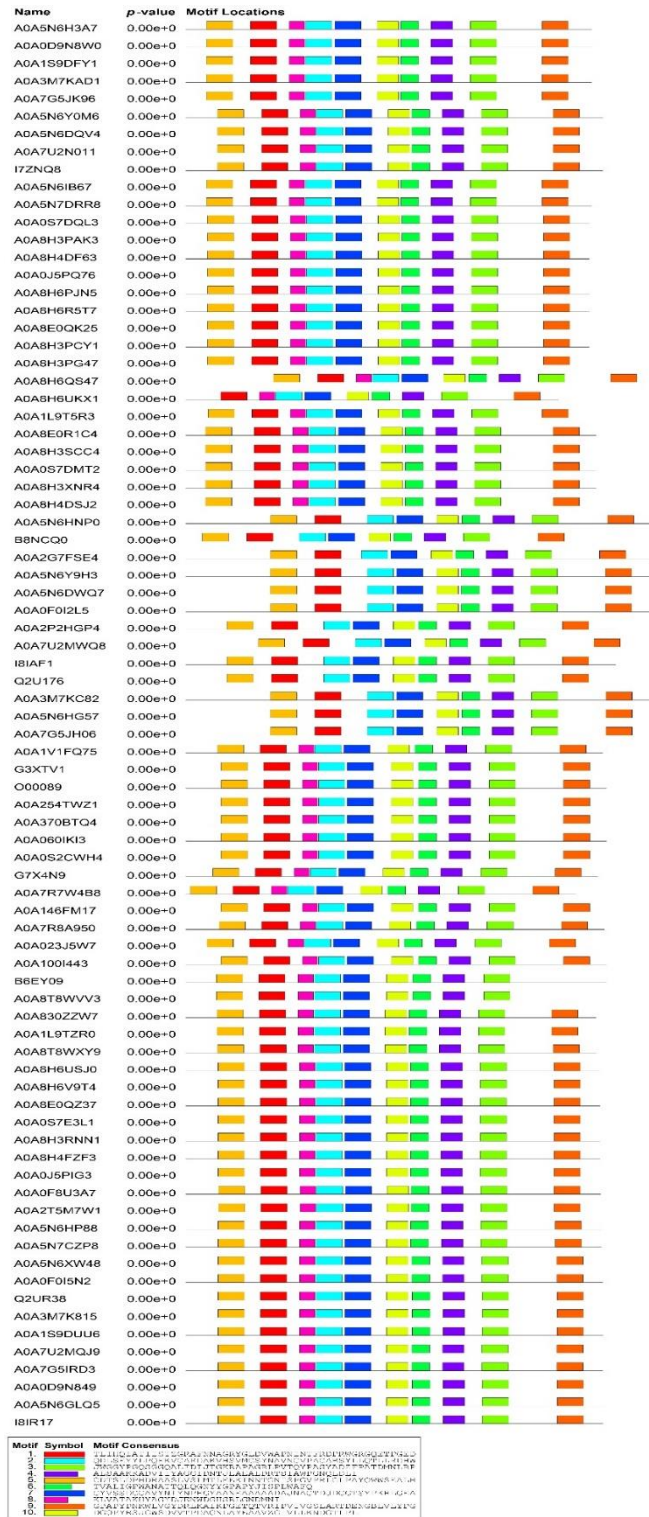 Name p-value Motif Locations
A0A5N6H3A7 0.00e+0
A0A0D9N8W0 0.00e+0
A0A1S9DFY1 0.00e+0
A0A3M7KAD1 0.00e+0
A0A7G5JK96 0.00e+0
A0A5N6Y0M6 0.00e+0
A0A5N6DQV4 0.00e+0
A0A7U2N011 0.00e+0
I7ZNQ8 0.00e+0
A0A5N6IB67 0.00e+0
A0A5N7DRR8 0.00e+0
A0A0S7DQL3 0.00e+0
A0A8H3PAK3 0.00e+0
A0A8H4DF63 0.00e+0
A0A0J5PQ76 0.00e+0
A0A8H6PJN5 0.00e+0
A0A8H6R5T7 0.00e+0
A0A8E0QK25 0.00e+0
A0A8H3PCY1 0.00e+0
A0A8H3PG47 0.00e+0
A0A8H6QS47 0.00e+0
A0A8H6UKX1 0.00e+0
A0A1L9T5R3 0.00e+0
A0A8E0R1C4 0.00e+0
A0A8H3SCC4 0.00e+0
A0A0S7DMT2 0.00e+0
A0A8H3XNR4 0.00e+0
A0A8H4DSJ2 0.00e+0
A0A5N6HNP0 0.00e+0
B8NCQ0 0.00e+0
A0A2G7FSE4 0.00e+0
A0A5N6Y9H3 0.00e+0
A0A5N6DWQ7 0.00e+0
A0A0F0I2L5 0.00e+0
A0A2P2HGP4 0.00e+0
A0A7U2MWQ8 0.00e+0
I8IAF1 0.00e+0
Q2U176 0.00e+0
A0A3M7KC82 0.00e+0
A0A5N6HG57 0.00e+0
A0A7G5JH06 0.00e+0
A0A1V1FQ75 0.00e+0
G3XTV1 0.00e+0
O00089 0.00e+0
A0A254TWZ1 0.00e+0
A0A370BTQ4 0.00e+0
A0A060IKI3 0.00e+0
A0A0S2CWH4 0.00e+0
G7X4N9 0.00e+0
A0A7R7W4B8 0.00e+0
A0A146FM17 0.00e+0
A0A7R8A950 0.00e+0
A0A023J5W7 0.00e+0
A0A100I443 0.00e+0
B6EY09 0.00e+0
A0A8T8WVV3 0.00e+0
A0A830ZZW7 0.00e+0
A0A1L9TZR0 0.00e+0
A0A8T8WXY9 0.00e+0
A0A8H6USJ0 0.00e+0
A0A8H6V9T4 0.00e+0
A0A8E0QZ37 0.00e+0
A0A0S7E3L1 0.00e+0
A0A8H3RNN1 0.00e+0
A0A8H4FZF3 0.00e+0
A0A0J5PIG3 0.00e+0
A0A0F8U3A7 0.00e+0
A0A2T5M7W1 0.00e+0
A0A5N6HP88 0.00e+0
A0A5N7CZP8 0.00e+0
A0A5N6XW48 0.00e+0
A0A0F0I5N2 0.00e+0
Q2UR38 0.00e+0
A0A3M7K815 0.00e+0
A0A1S9DUU6 0.00e+0
A0A7U2MQJ9 0.00e+0
A0A7G5IRD3 0.00e+0
A0A0D9N849 0.00e+0
A0A5N6GLQ5 0.00e+0
I8IR17 0.00e+0
Motif Symbol Motif Consensus
1.
2.
3.
4.
5.
6.
7.
8.
9.
10.